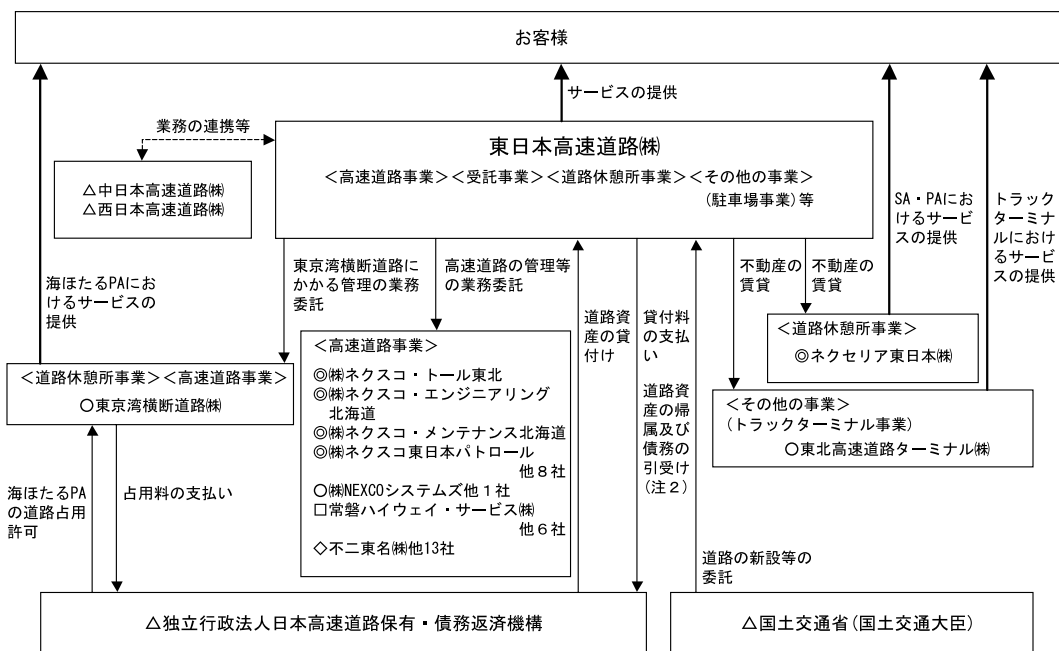 お客様
サービスの提供
業務の連携等
東日本高速道路㈱
＜高速道路事業＞＜受託事業＞＜道路休憩所事業＞＜その他の事業＞
(駐車場事業)等
△中日本高速道路㈱
△西日本高速道路㈱
SA・PAにお
けるサービ
スの提供
トラック
ターミナ
ルにおけ
るサービ
スの提供
海ほたるPAに
おけるサー
ビスの
提供
東京湾横断道路に
かかる管理の業務
委託
高速道路の管理等
の業務委託
道路資
産の貸
付け
貸付料
の支払
い
道路資
産の帰
属及び
債務の
引受け
(注２)
不動産の
賃貸
不動産の
賃貸
＜道路休憩所事業＞
◎ネクセリア東日本㈱
＜高速道路事業＞
◎㈱ネクスコ・トール東北
◎㈱ネクスコ・エンジニアリング
北海道
◎㈱ネクスコ・メンテナンス北海道
◎㈱ネクスコ東日本パトロール
他８社
○㈱NEXCOシステムズ他１社
□常磐ハイウェイ・サービス㈱
他６社
◇不二東名㈱他13社
＜道路休憩所事業＞＜高速道路事業＞
○東京湾横断道路㈱
＜その他の事業＞
(トラックターミナル事業)
○東北高速道路ターミナル㈱
海ほたるPA
の道路占用
許可
占用料の支払い
道路の新設等の
委託
△独立行政法人日本高速道路保有・債務返済機構
△国土交通省(国土交通大臣)